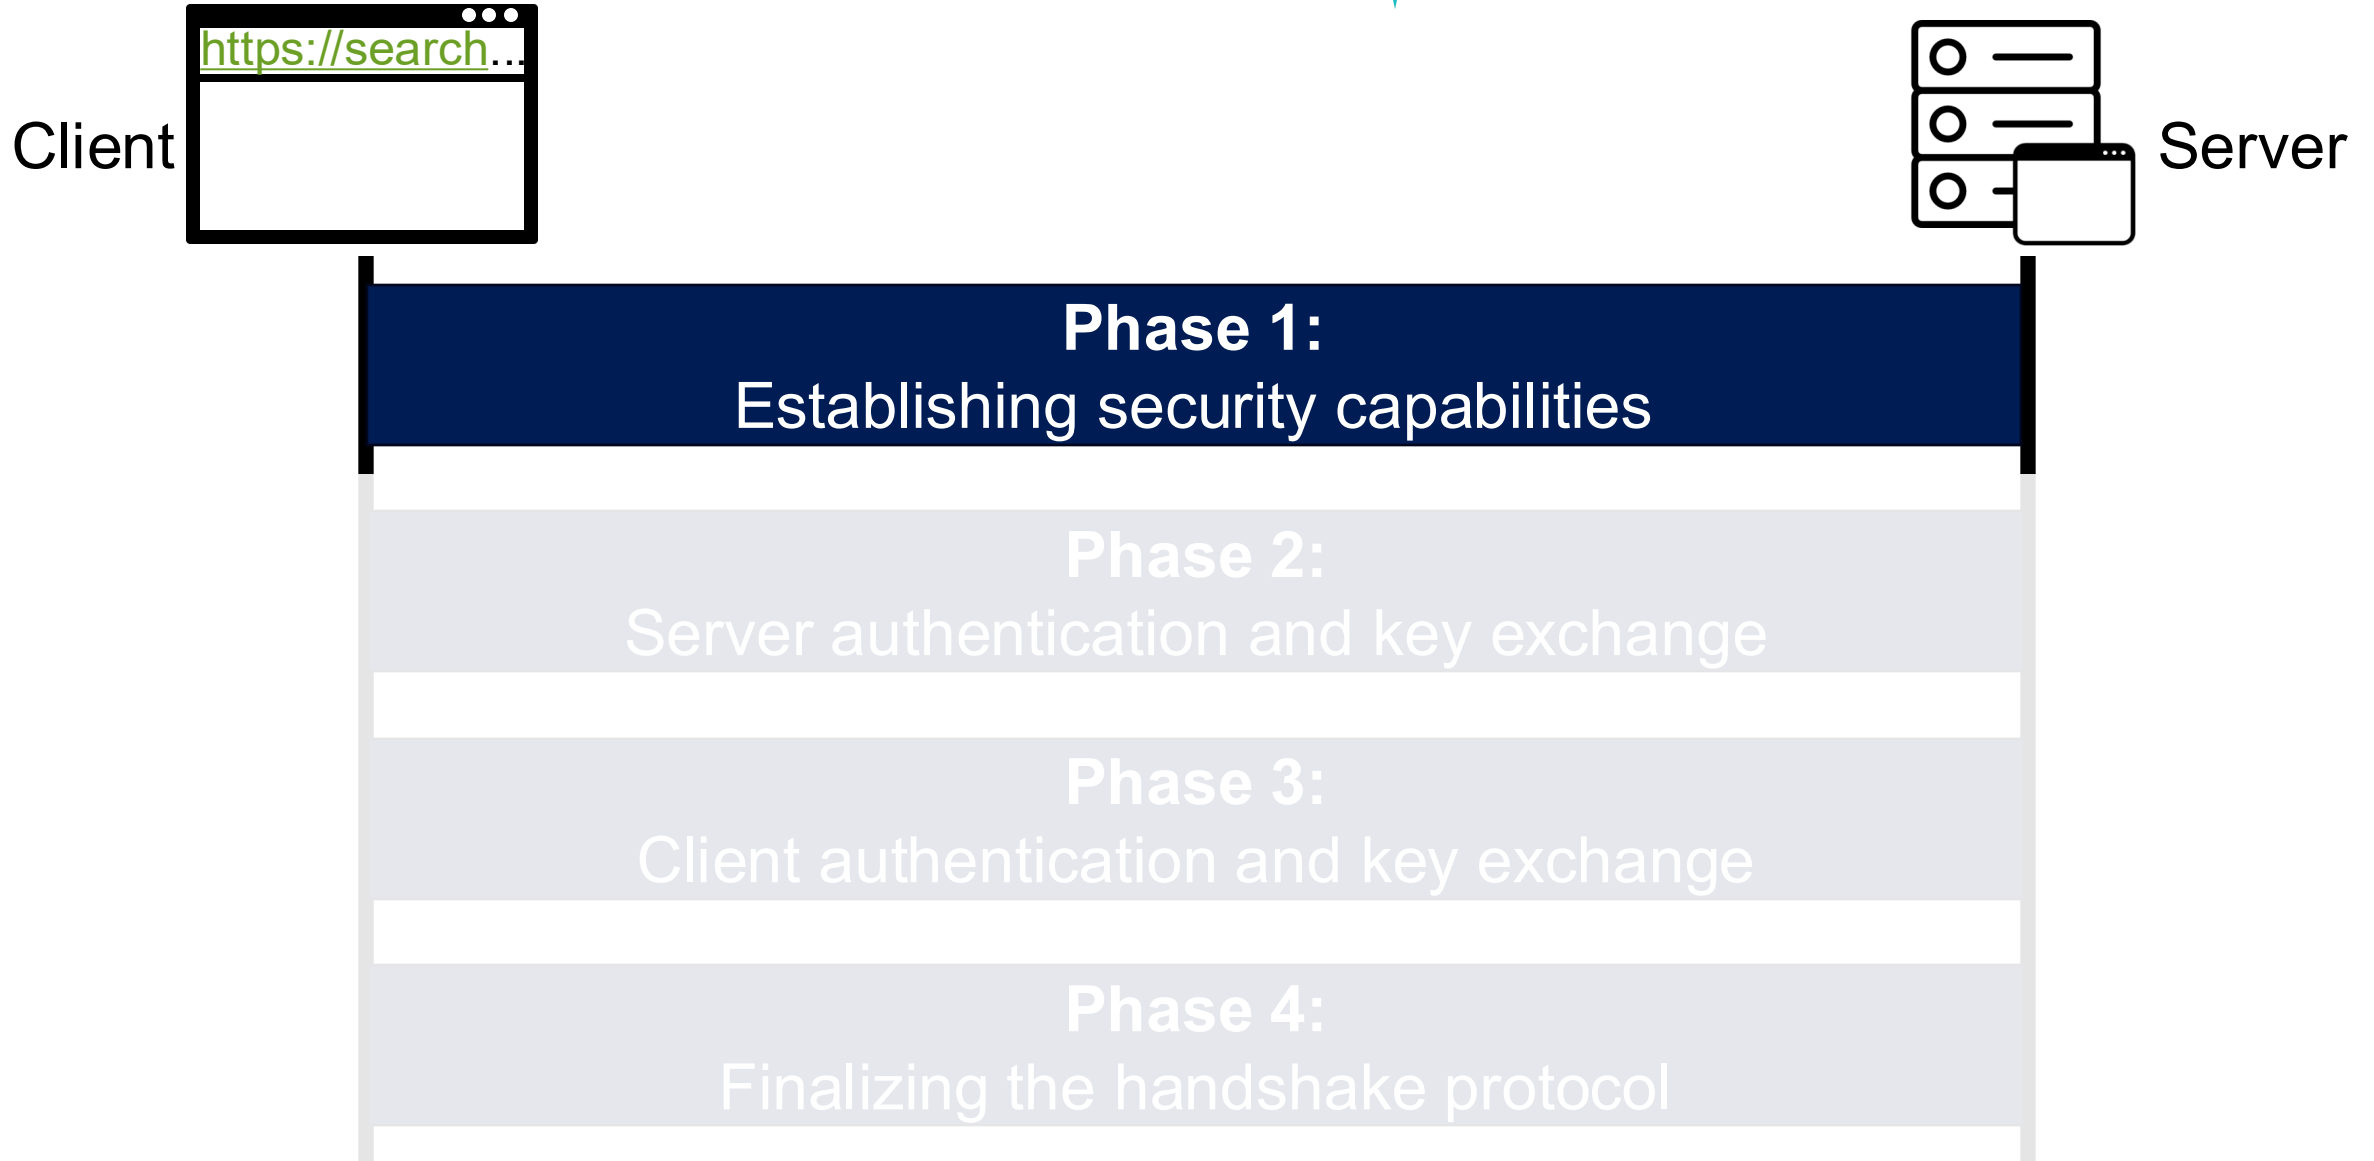 https://search...
Client
Server
Phase 1:
Establishing security capabilities
Phase 2:
Server authentication and key exchange
Phase 3:
Client authentication and key exchange
Phase 4:
Finalizing the handshake protocol